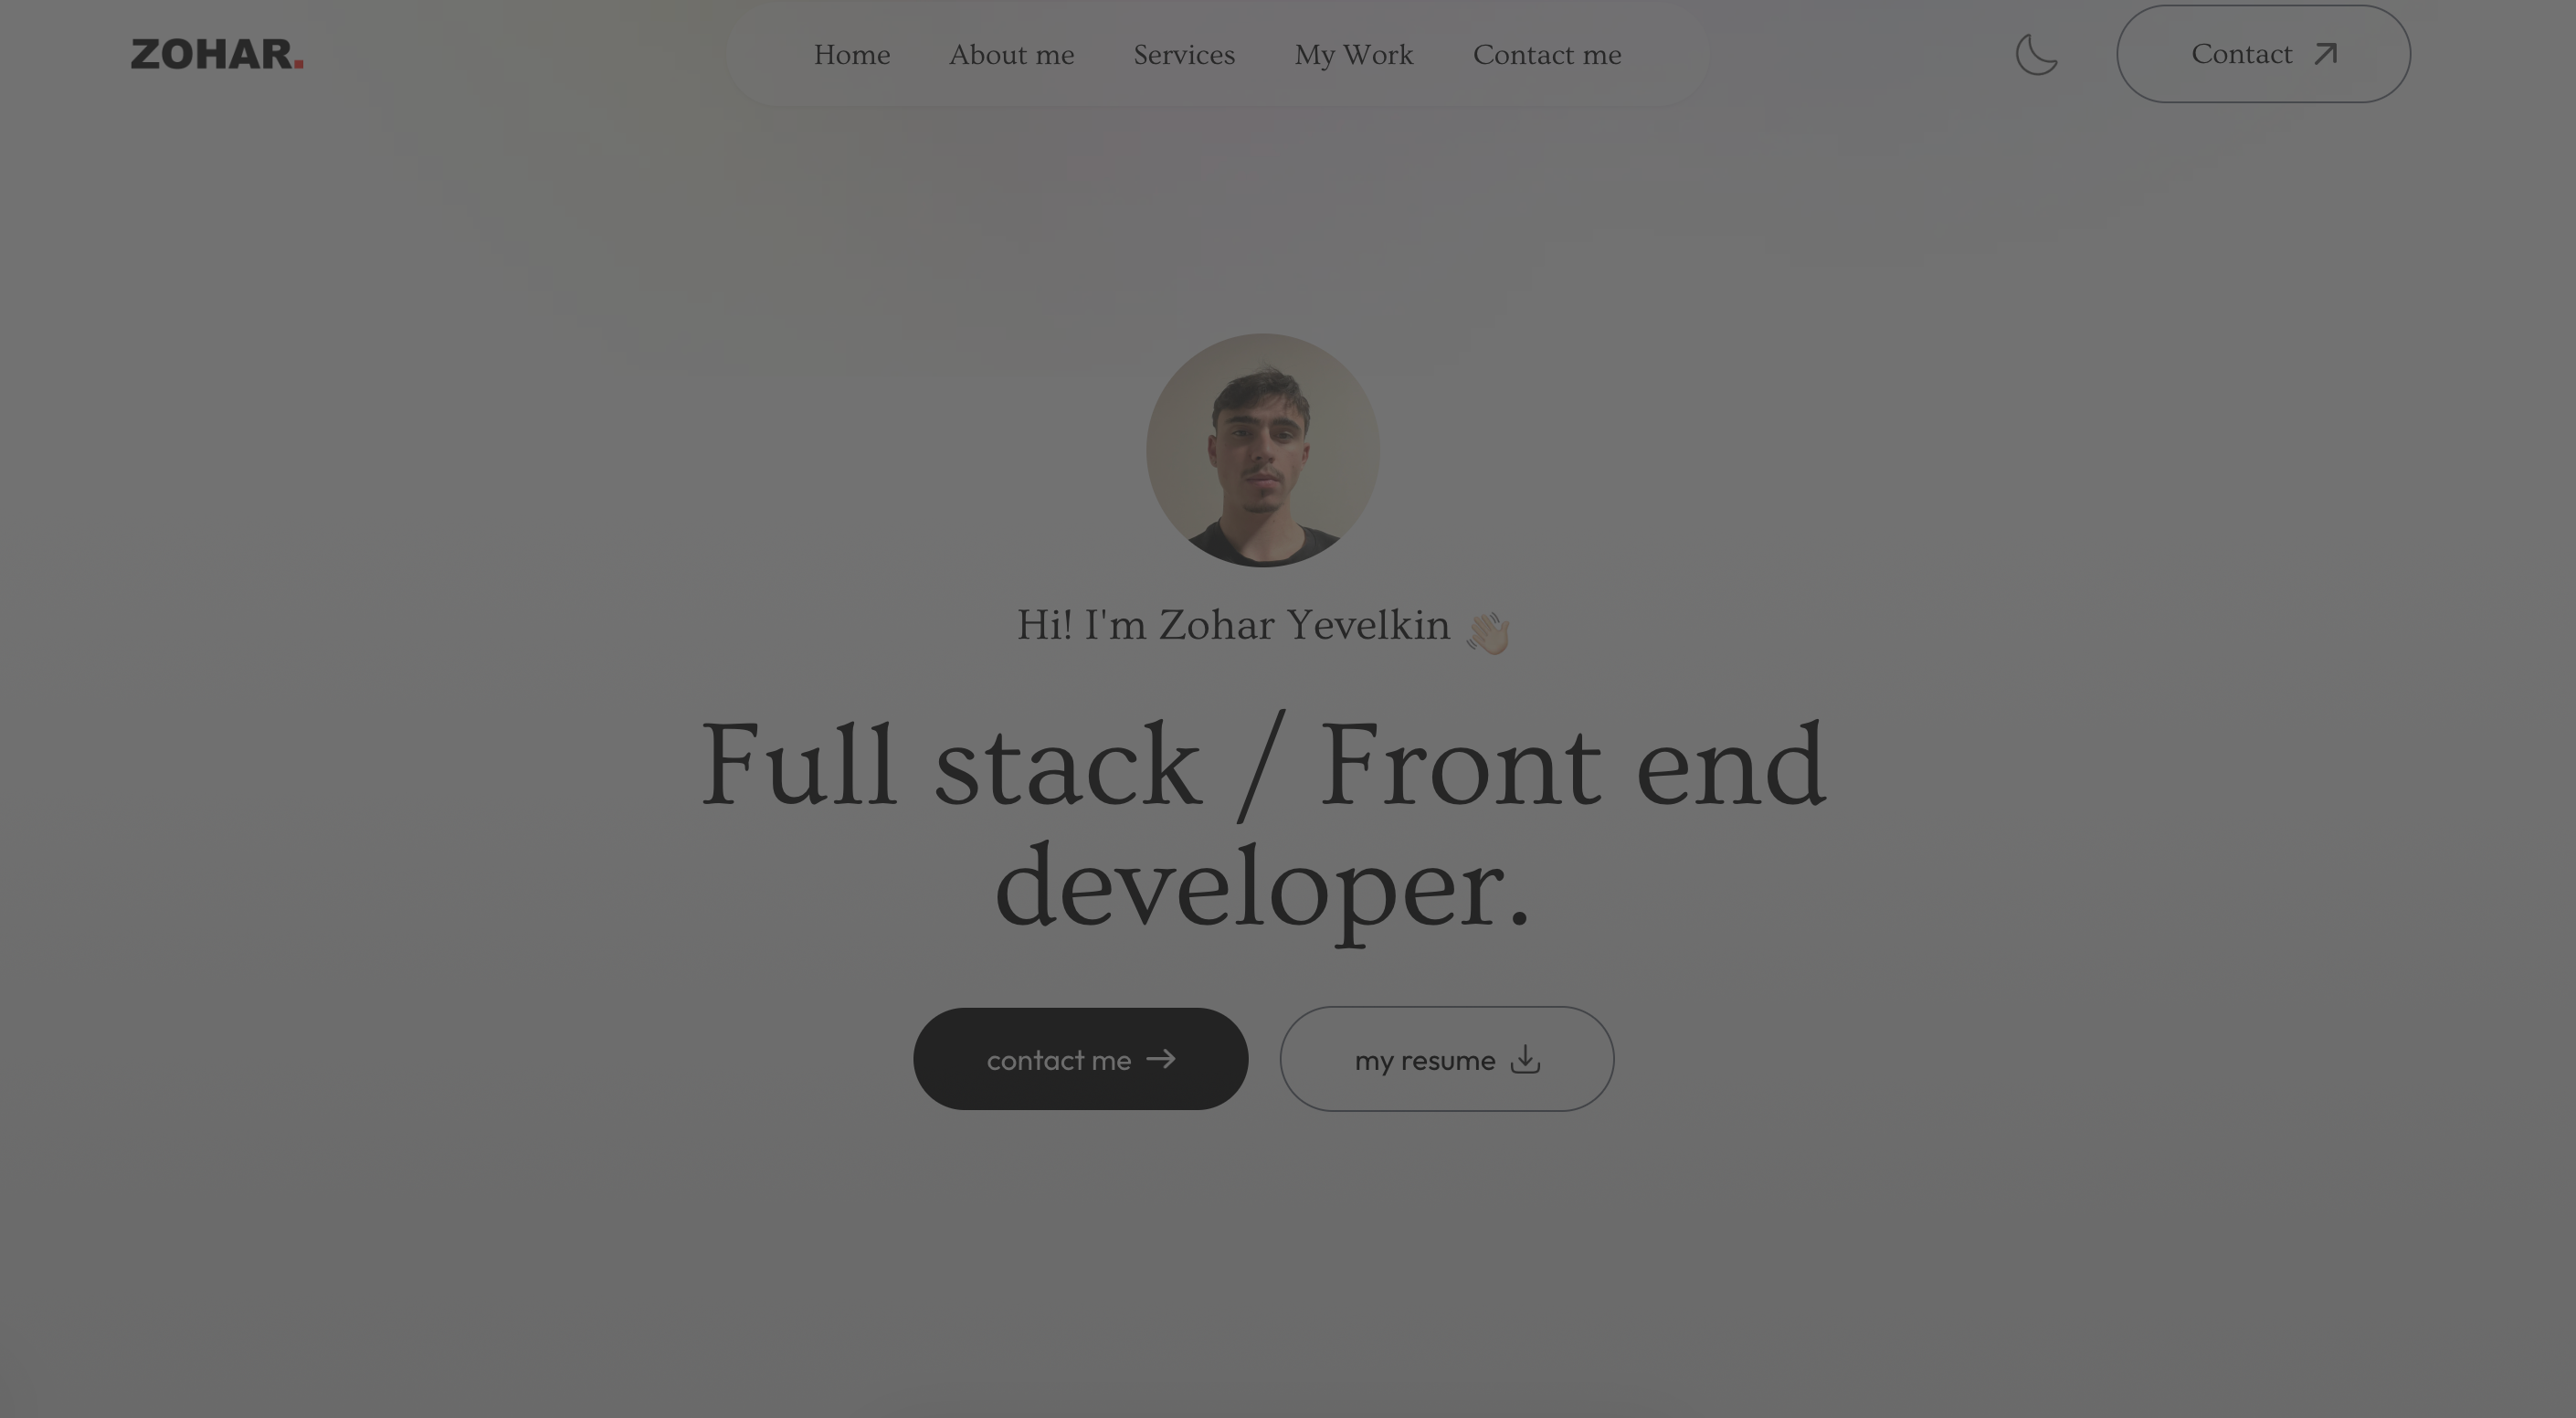 ZOHAR.
Home About me Services My Work Contact me
Contact
Hi! I'm Zohar Yevelkin 👋🏼
Full stack / Front end
developer.
contact me
my resume